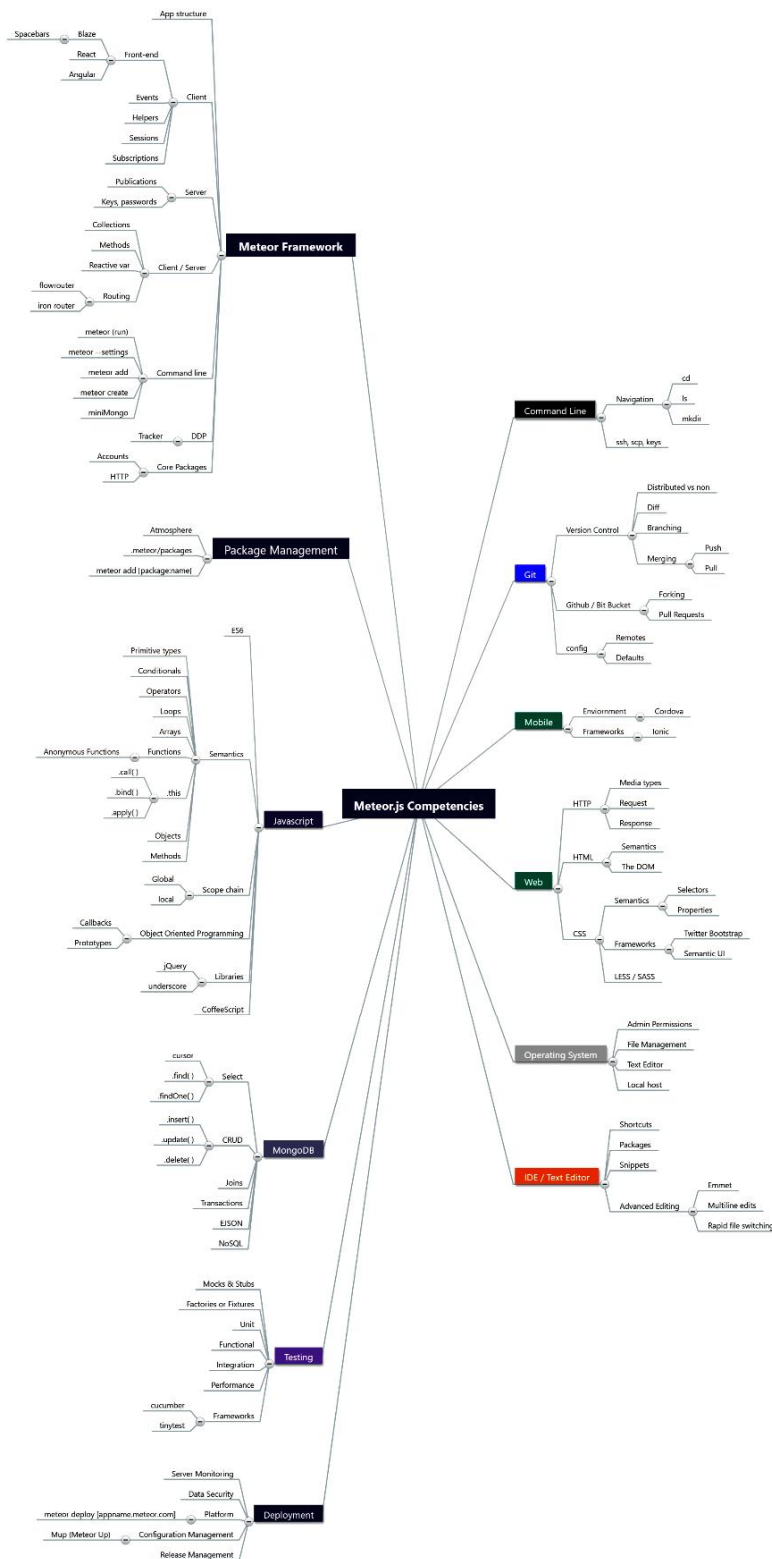 App structure
Spacebars
Blaze
React
Angular
Front-end
Events
Helpers
Sessions
Subscriptions
Client
Publications
Keys, passwords
Server
Collections
Methods
Reactive var
flowrouter
iron router
Routing
Client / Server
meteor (run)
meteor --settings
meteor add
meteor create
miniMongo
Command line
Tracker
DDP
Accounts
HTTP
Core Packages
Meteor Framework
Atmosphere
.meteor/packages
meteor add [package:name[
Package Management
ES6
Primitive types
Conditionals
Operators
Loops
Arrays
Anonymous Functions
Functions
.call( )
.bind( )
.apply( )
.this
Objects
Methods
Semantics
Global
local
Scope chain
Callbacks
Prototypes
Object Oriented Programming
jQuery
underscore
Libraries
CoffeeScript
Javascript
cursor
.find( )
.findOne( )
Select
.insert( )
.update( )
.delete( )
CRUD
Joins
Transactions
EJSON
NoSQL
MongoDB
Mocks & Stubs
Factories or Fixtures
Unit
Functional
Integration
Performance
cucumber
tinytest
Frameworks
Testing
Server Monitoring
Data Security
meteor deploy [appname.meteor.com]
Platform
Mup (Meteor Up)
Configuration Management
Release Management
Deployment
Meteor.js Competencies
Command Line
Navigation
cd
ls
mkdir
ssh, scp, keys
Git
Version Control
Distributed vs non
Diff
Branching
Merging
Push
Pull
Github / Bit Bucket
Forking
Pull Requests
config
Remotes
Defaults
Mobile
Enviornment
Cordova
Frameworks
Ionic
Web
HTTP
Media types
Request
Response
HTML
Semantics
The DOM
CSS
Semantics
Selectors
Properties
Frameworks
Twitter Bootstrap
Semantic UI
LESS / SASS
Operating System
Admin Permissions
File Management
Text Editor
Local host
IDE / Text Editor
Shortcuts
Packages
Snippets
Advanced Editing
Emmet
Multiline edits
Rapid file switching